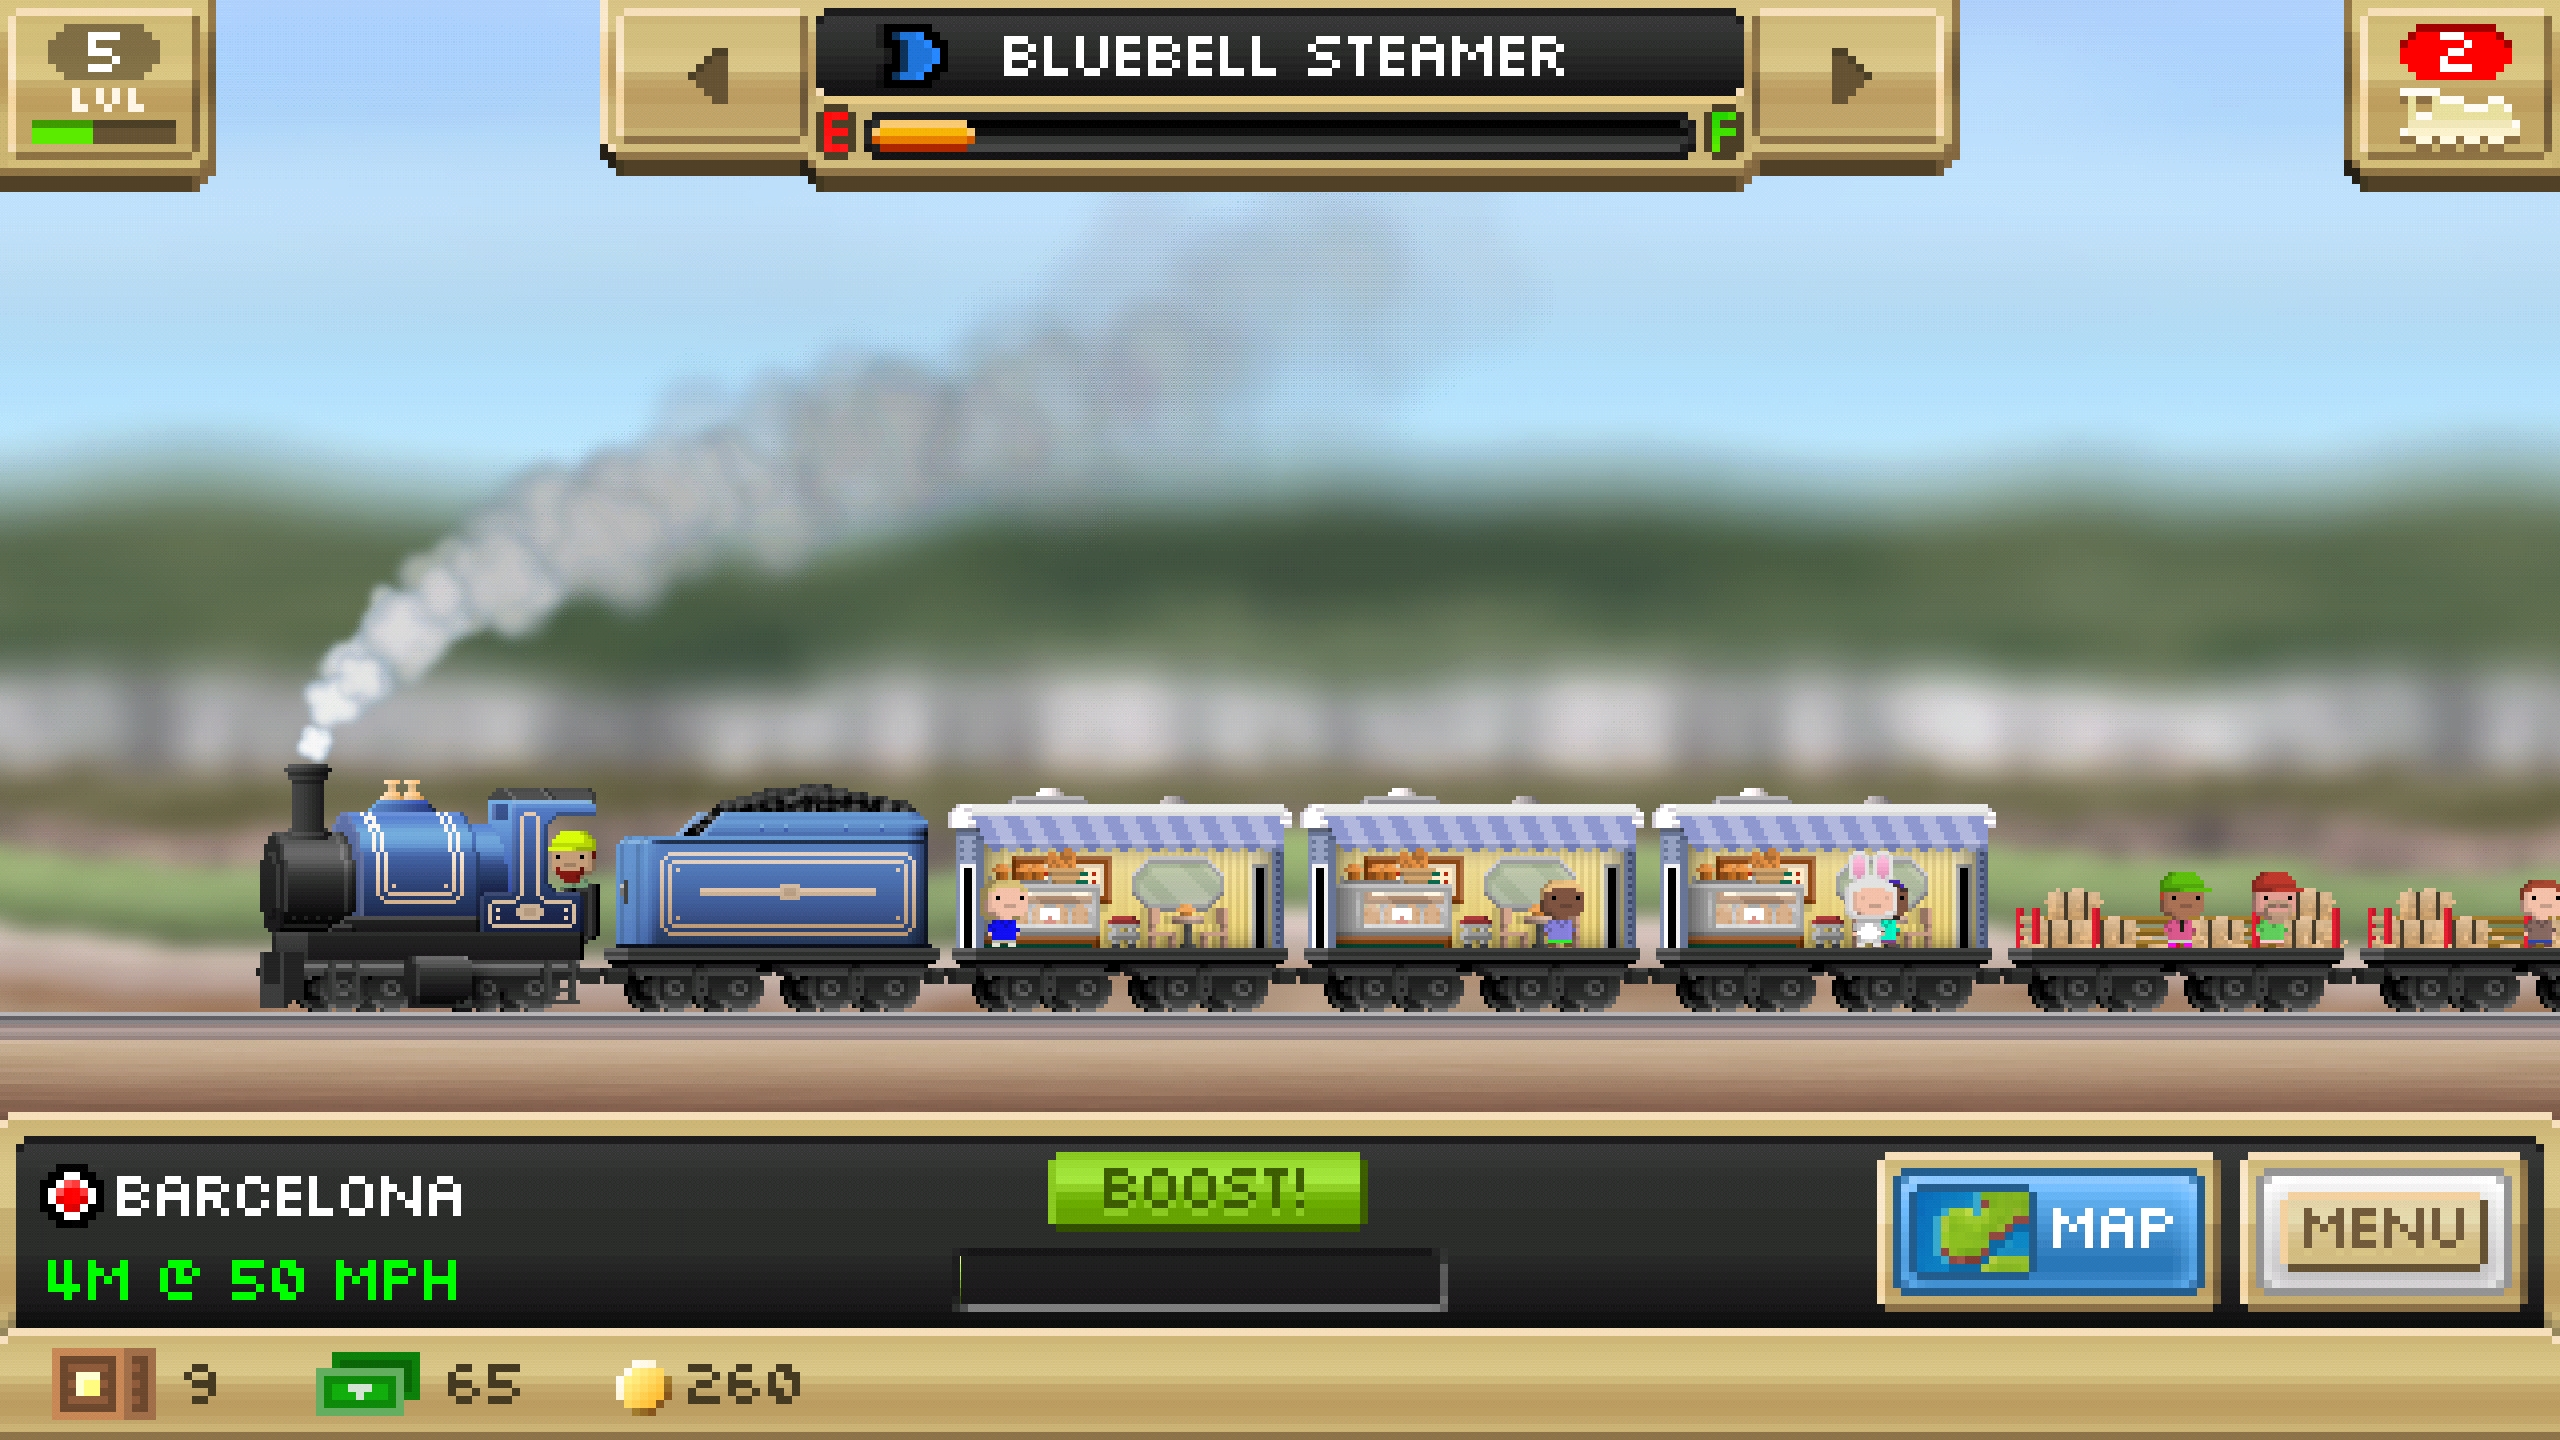 5
LVL
BLUEBELL STEAMER
E F
2
BARCELONA
4M @ 50 MPH
BOOST!
MAP
MENU
9 65 260